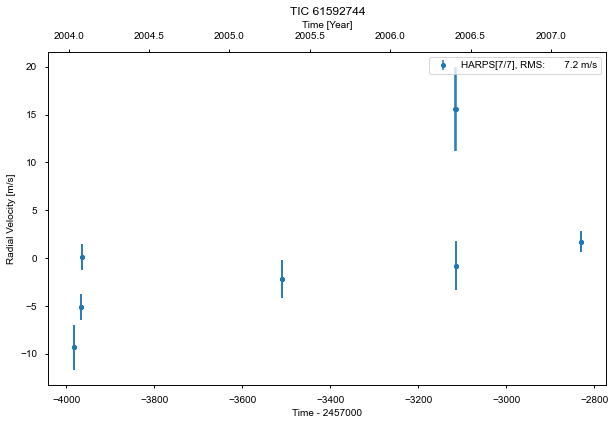 TIC 61592744
Time [Year]
2004.0 2004.5 2005.0 2005.5 2006.0 2006.5 2007.0
HARPS[7/7], RMS: 7.2 m/s
20
15
10
5
0
−5
−10
Radial Velocity [m/s]
−4000 −3800 −3600 −3400 −3200 −3000 −2800
Time - 2457000